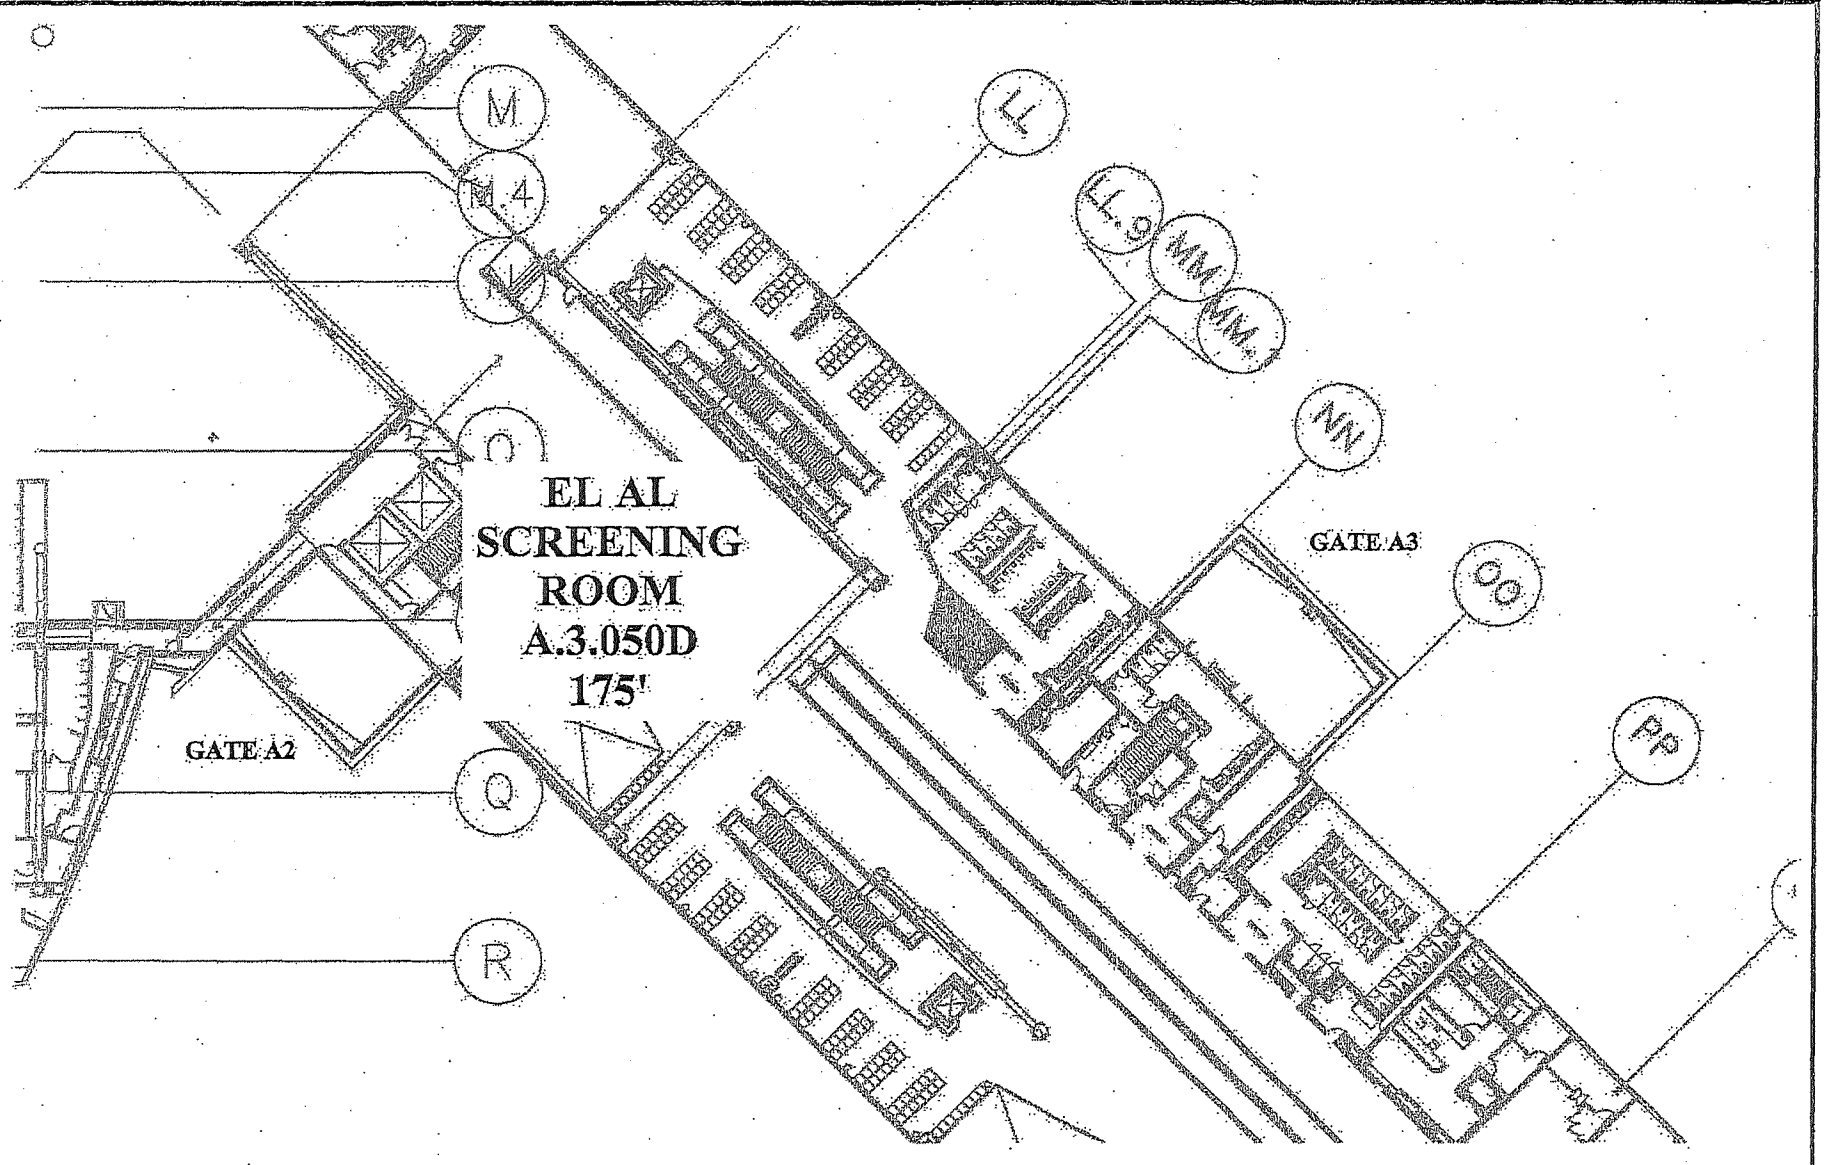 M
LL
M.4
LL.9
MM
MM.
NN
EL AL
SCREENING
ROOM
A.3.050D
175'
GATE A3
OO
GATE A2
PP
Q
R